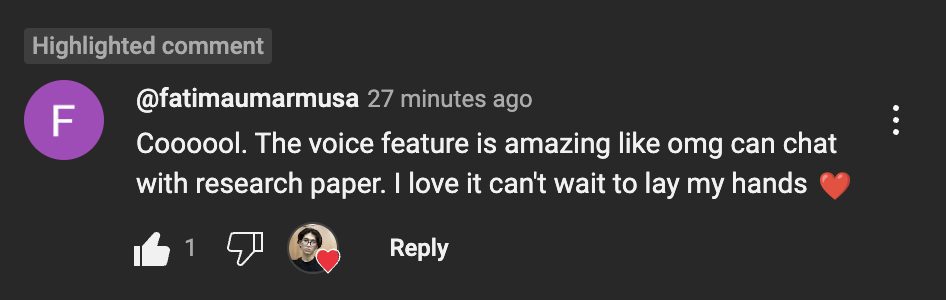 Highlighted comment
F
@fatimaumarmusa 27 minutes ago
Coooool. The voice feature is amazing like omg can chat
with research paper. I love it can't wait to lay my hands ❤️
1
Reply